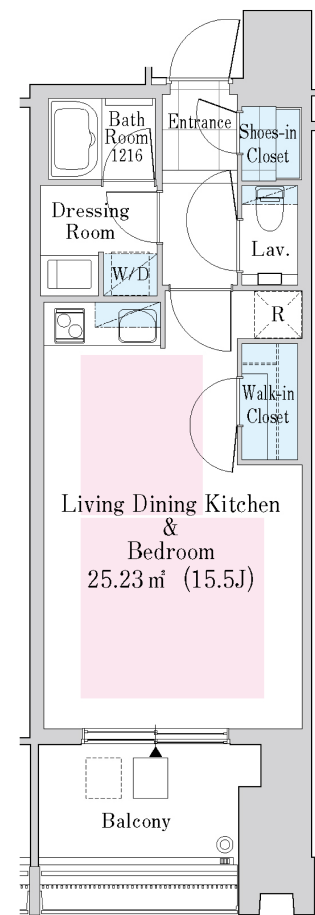 Bath
Room
1216
Entrance
Shoes-in
Closet
Dressing
Room
Lav.
W/D
R
Walk-in
Closet
Living Dining Kitchen
&
Bedroom
25.23㎡ (15.5J)
Balcony